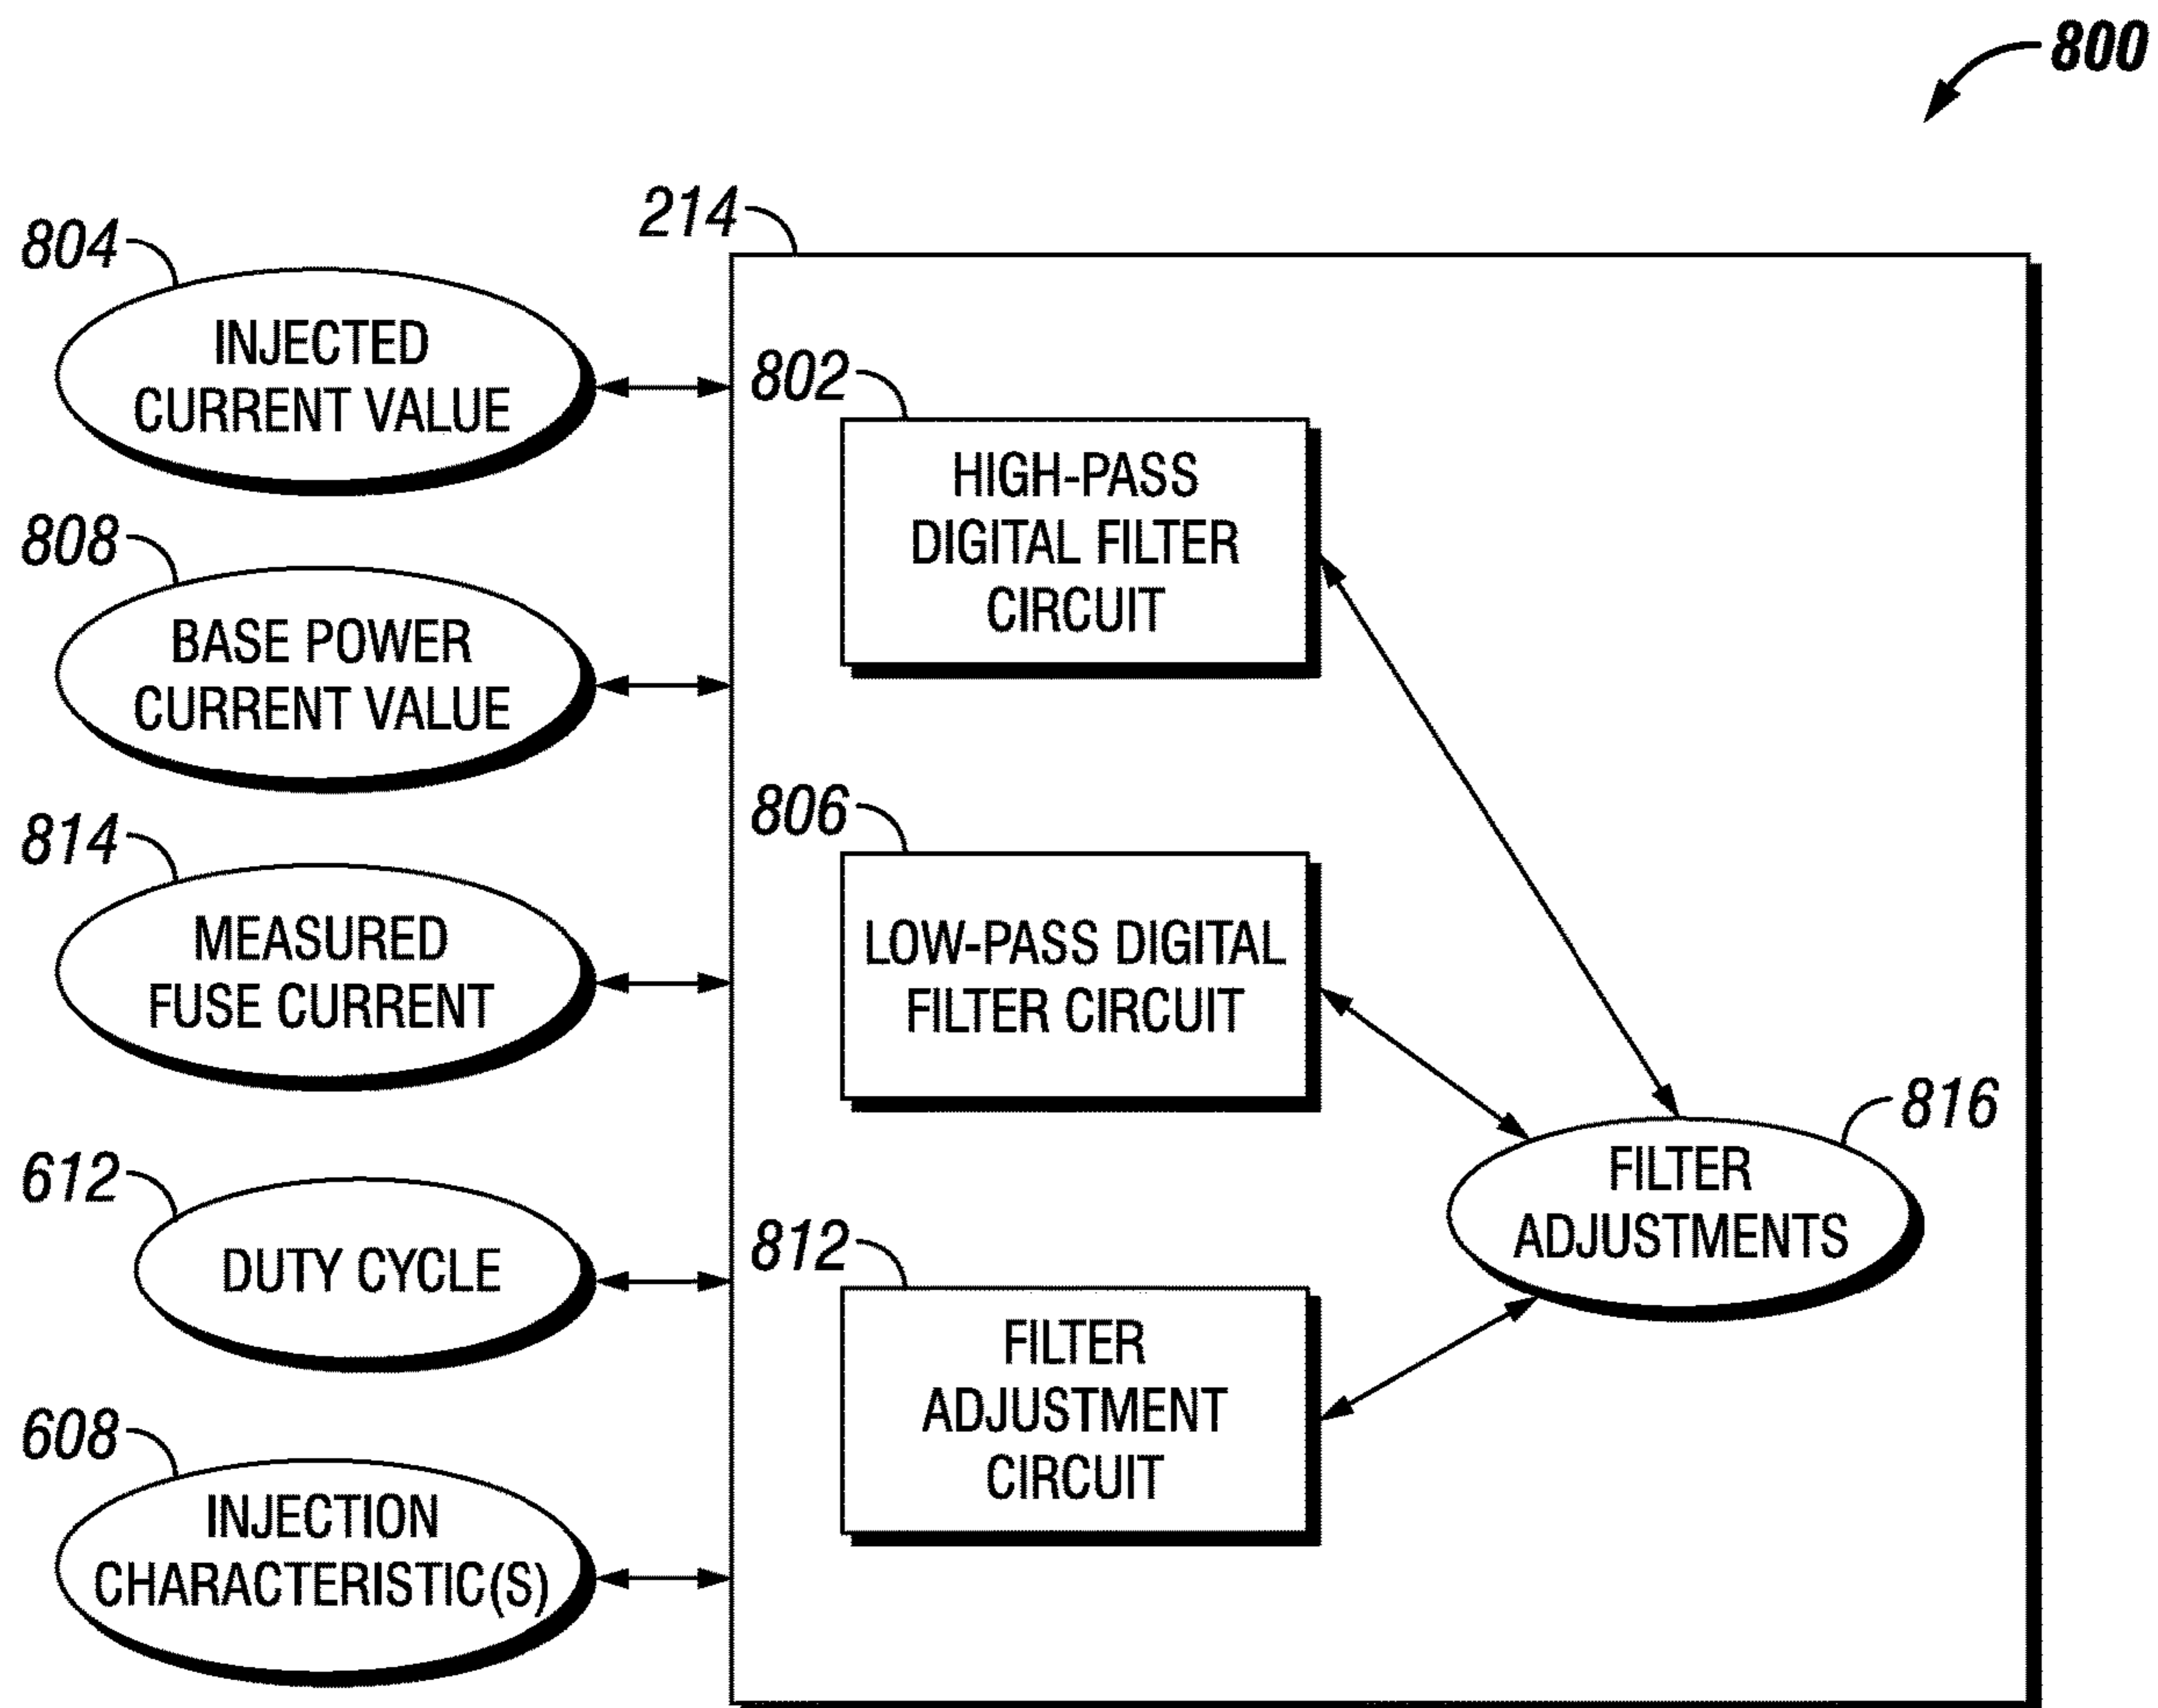 800
214
804
INJECTED
CURRENT VALUE
802
HIGH-PASS
DIGITAL FILTER
CIRCUIT
808
BASE POWER
CURRENT VALUE
806
LOW-PASS DIGITAL
FILTER CIRCUIT
814
MEASURED
FUSE CURRENT
816
FILTER
ADJUSTMENTS
612
DUTY CYCLE
812
FILTER
ADJUSTMENT
CIRCUIT
608
INJECTION
CHARACTERISTIC(S)